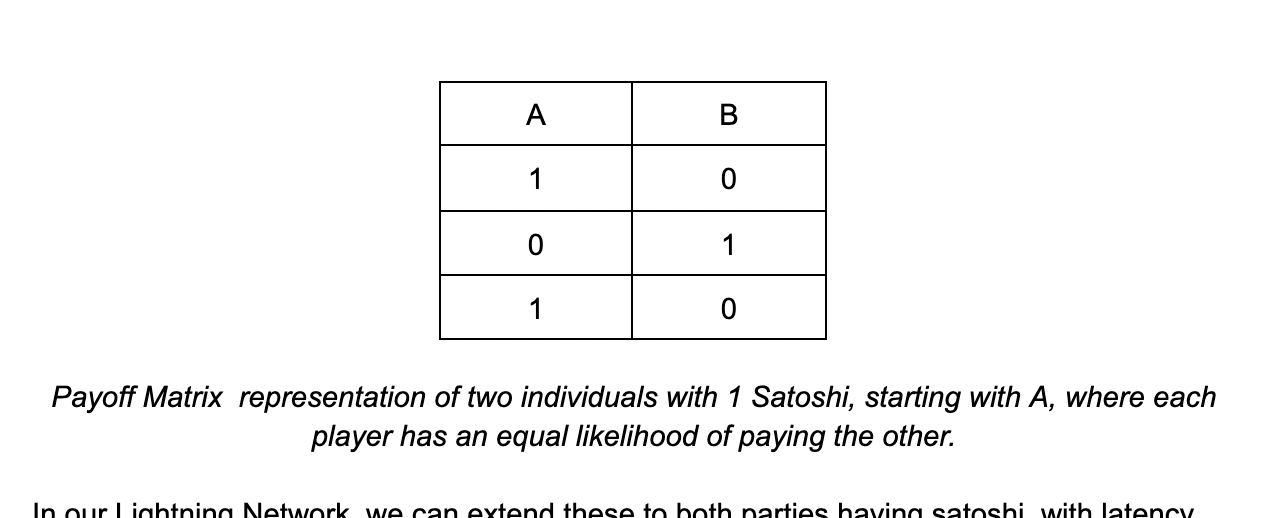 A B
1 0
0 1
1 0
Payoff Matrix representation of two individuals with 1 Satoshi, starting with A, where each
player has an equal likelihood of paying the other.
In our Lightning Network, we can extend these to both parties having satoshi, with latency